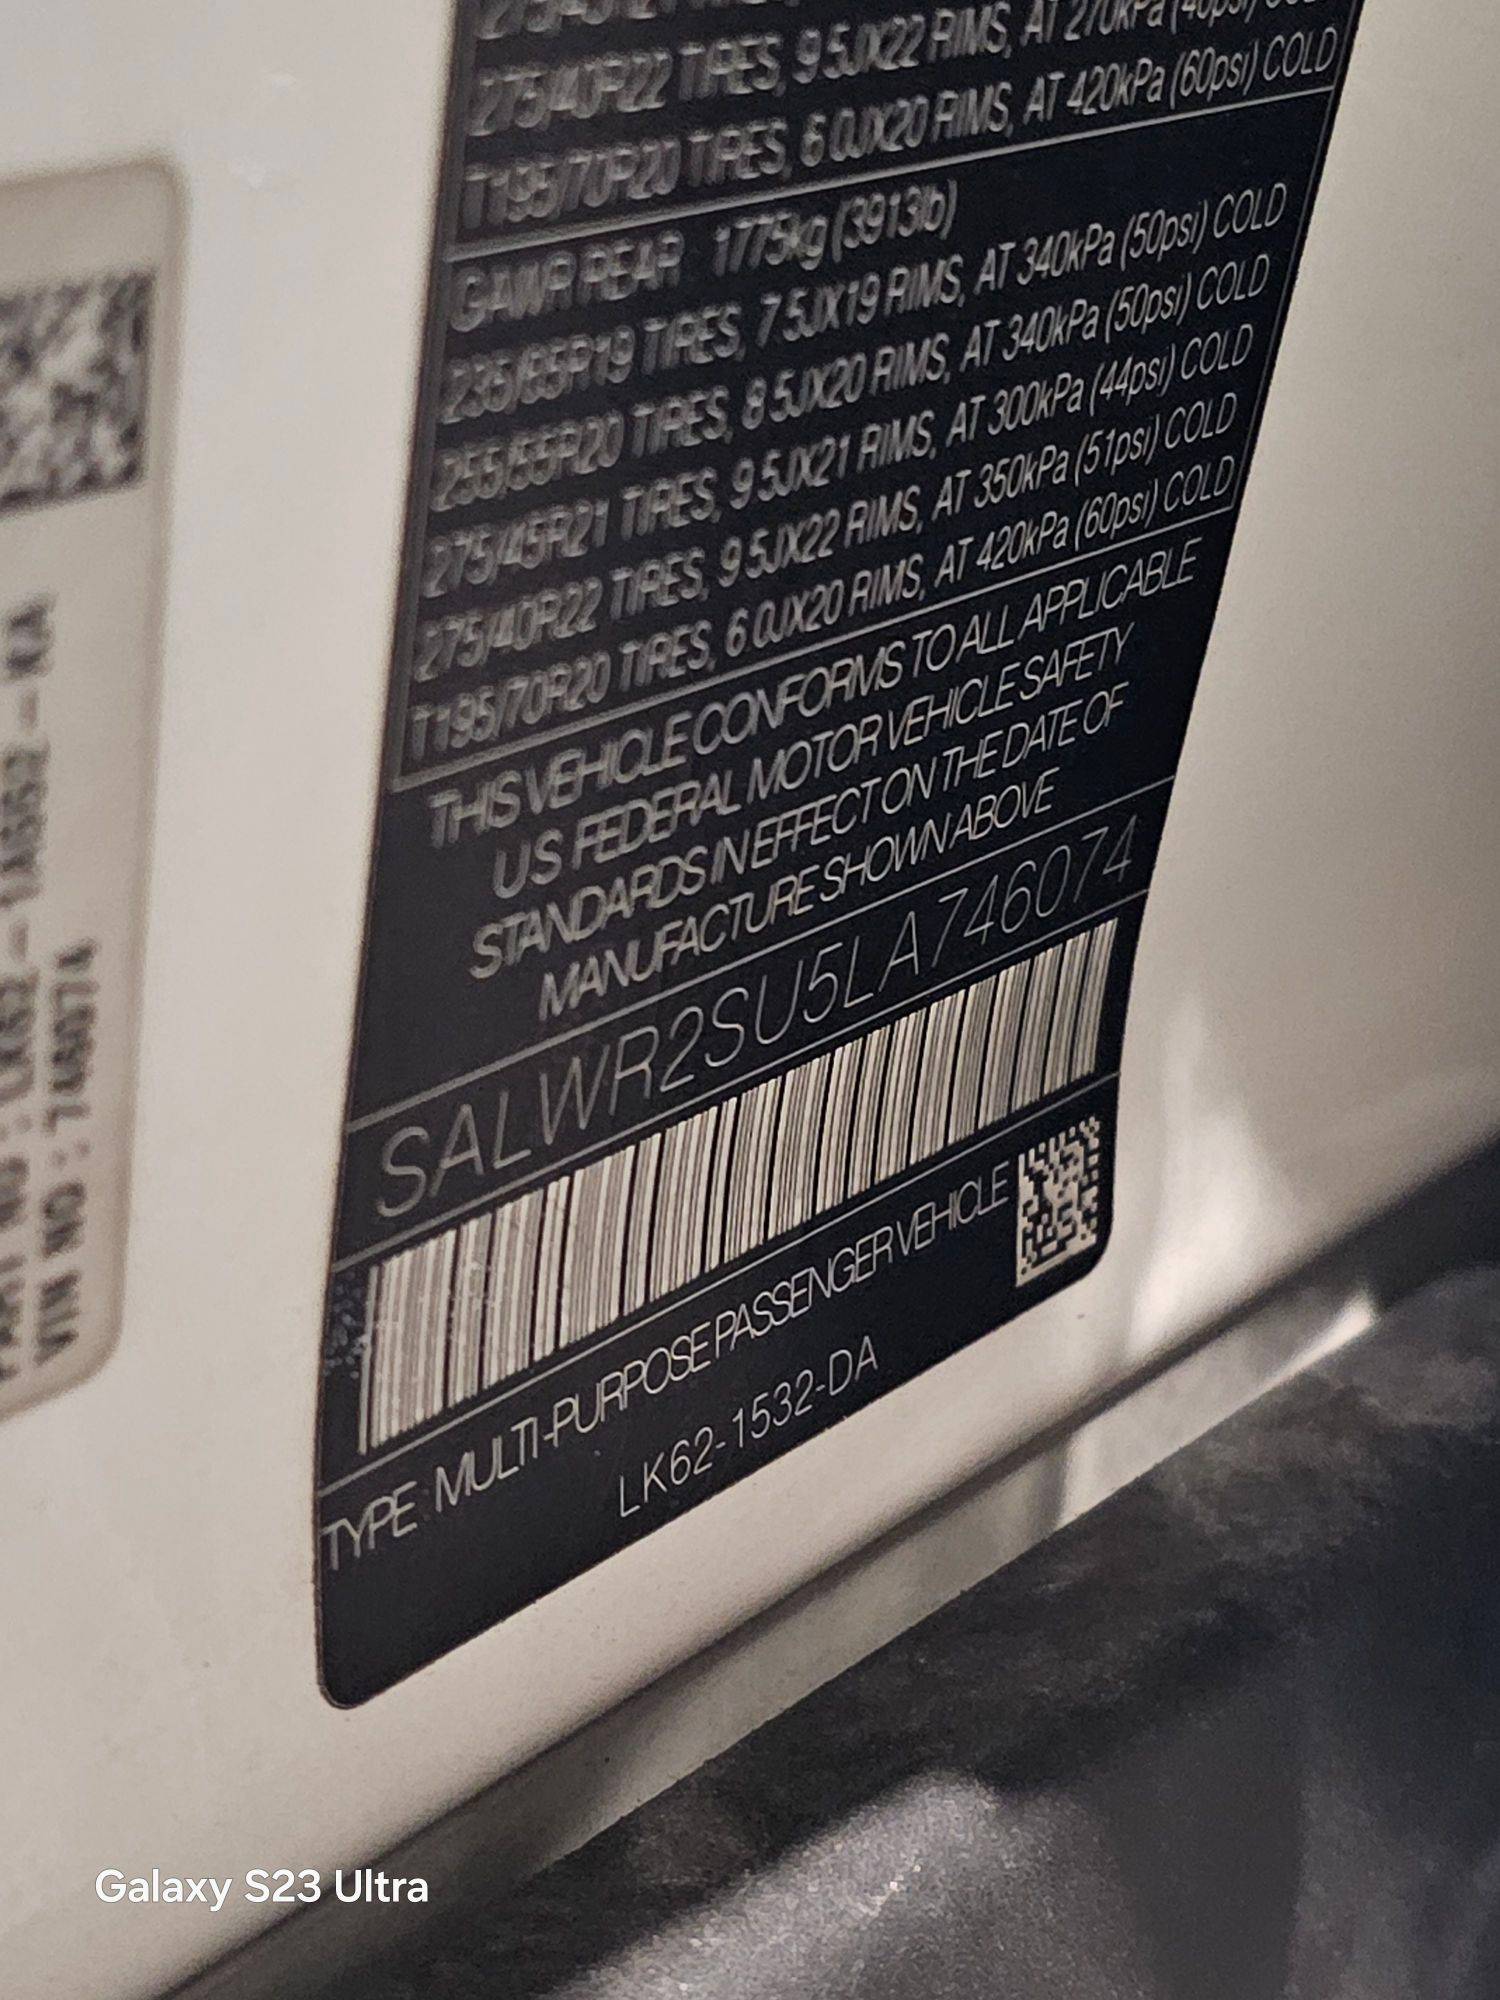 275/40R22 TIRES, 9.5JX22 RIMS, AT 270kPa (40psi)
T195/70R20 TIRES, 6.0JX20 RIMS, AT 420kPa (60psi) COLD
GAWR REAR 1775kg (3913lb)
235/65R19 TIRES, 7.5JX19 RIMS, AT 340kPa (50psi) COLD
255/55R20 TIRES, 8.5JX20 RIMS, AT 340kPa (50psi) COLD
275/45R21 TIRES, 9.5JX21 RIMS, AT 300kPa (44psi) COLD
275/40R22 TIRES, 9.5JX22 RIMS, AT 350kPa (51psi) COLD
T195/70R20 TIRES, 6.0JX20 RIMS, AT 420kPa (60psi) COLD
THIS VEHICLE CONFORMS TO ALL APPLICABLE
US FEDERAL MOTOR VEHICLE SAFETY
STANDARDS IN EFFECT ON THE DATE OF
MANUFACTURE SHOWN ABOVE
SALWR2SU5LA746074
TYPE: MULTI-PURPOSE PASSENGER VEHICLE
LK62-1532-DA
VIN NO : 746074
Galaxy S23 Ultra